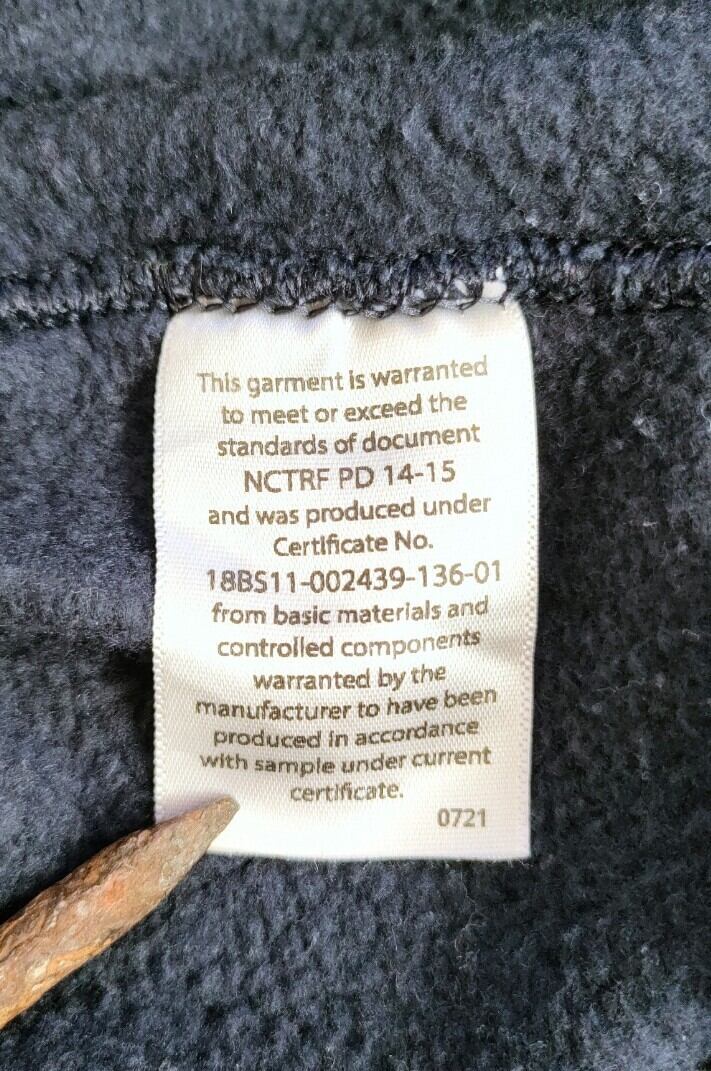 This garment is warranted
to meet or exceed the
standards of document
NCTRF PD 14-15
and was produced under
Certificate No.
18BS11-002439-136-01
from basic materials and
controlled components
warranted by the
manufacturer to have been
produced in accordance
with sample under current
certificate.
0721